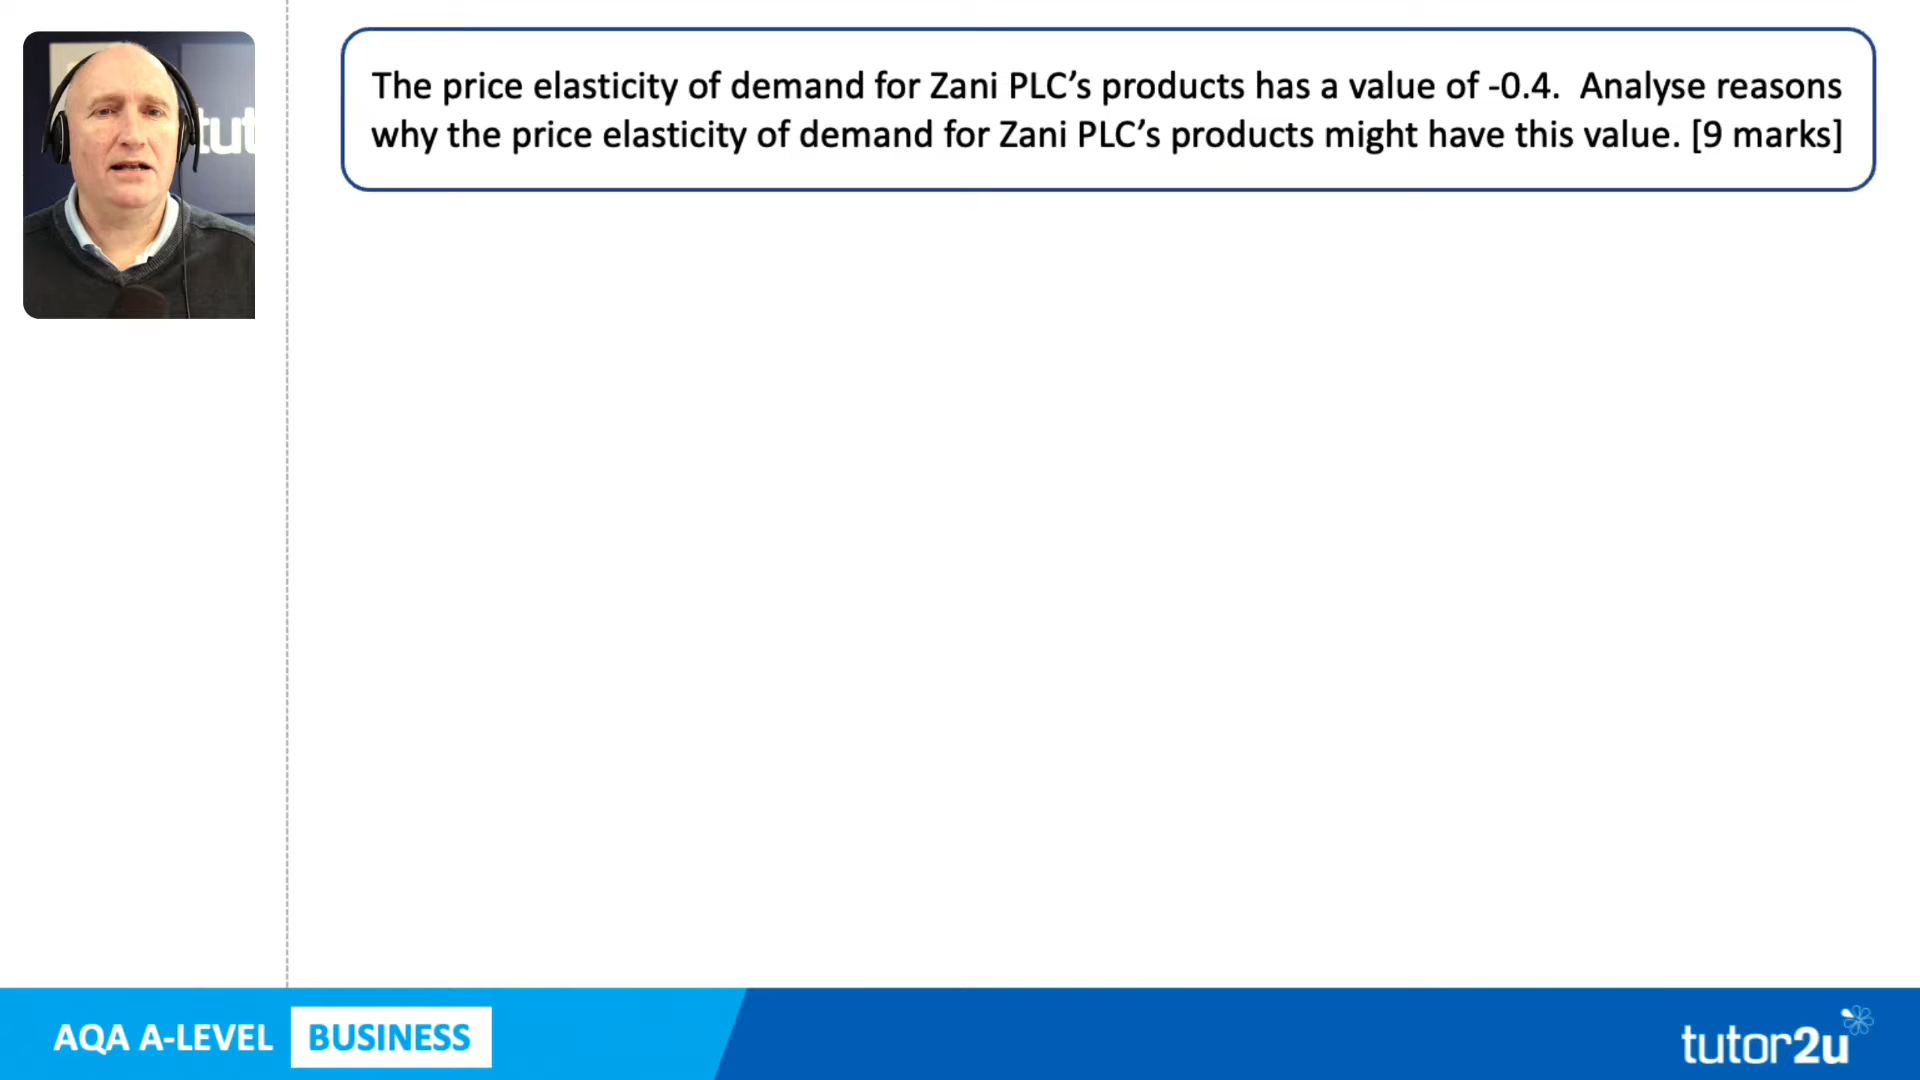 The price elasticity of demand for Zani PLC’s products has a value of -0.4. Analyse reasons
why the price elasticity of demand for Zani PLC’s products might have this value. [9 marks]
tut
AQA A-LEVEL BUSINESS
tutor2u